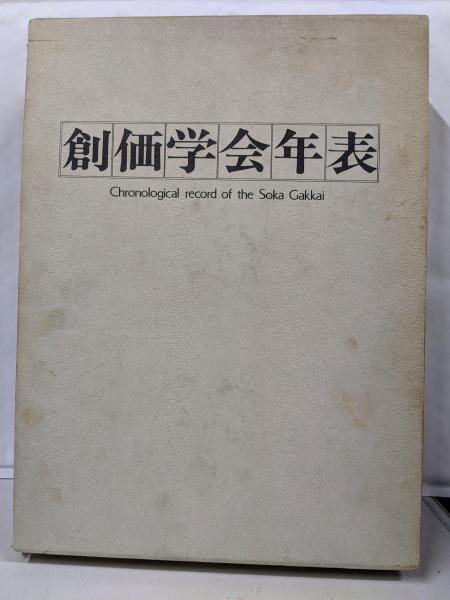 創価学会年表
Chronological record of the Soka Gakkai